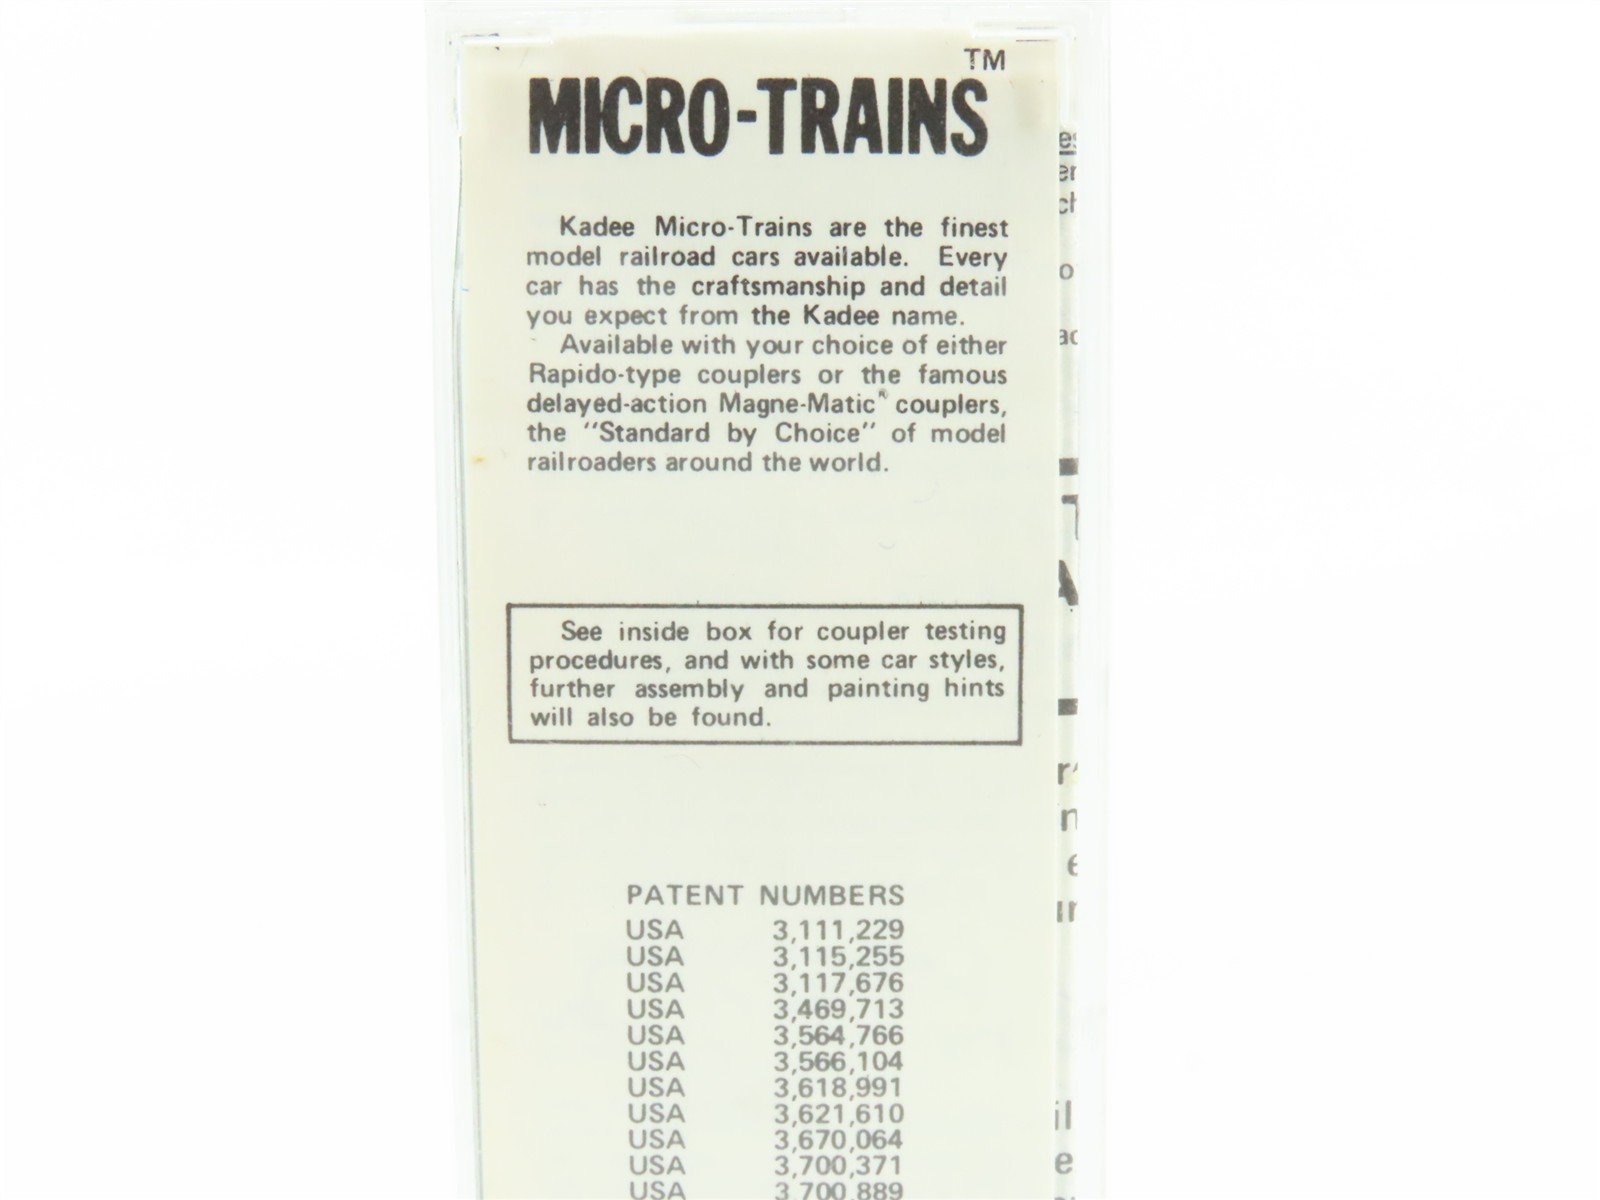 TM
MICRO-TRAINS
Kadee Micro-Trains are the finest
model railroad cars available. Every
car has the craftsmanship and detail
you expect from the Kadee name.
Available with your choice of either
Rapido-type couplers or the famous
delayed-action Magne-Matic® couplers,
the "Standard by Choice" of model
railroaders around the world.
See inside box for coupler testing
procedures, and with some car styles,
further assembly and painting hints
will also be found.
PATENT NUMBERS
USA 3,111,229
USA 3,115,255
USA 3,117,676
USA 3,469,713
USA 3,564,766
USA 3,566,104
USA 3,618,991
USA 3,621,610
USA 3,670,064
USA 3,700,371
USA 3,700,889